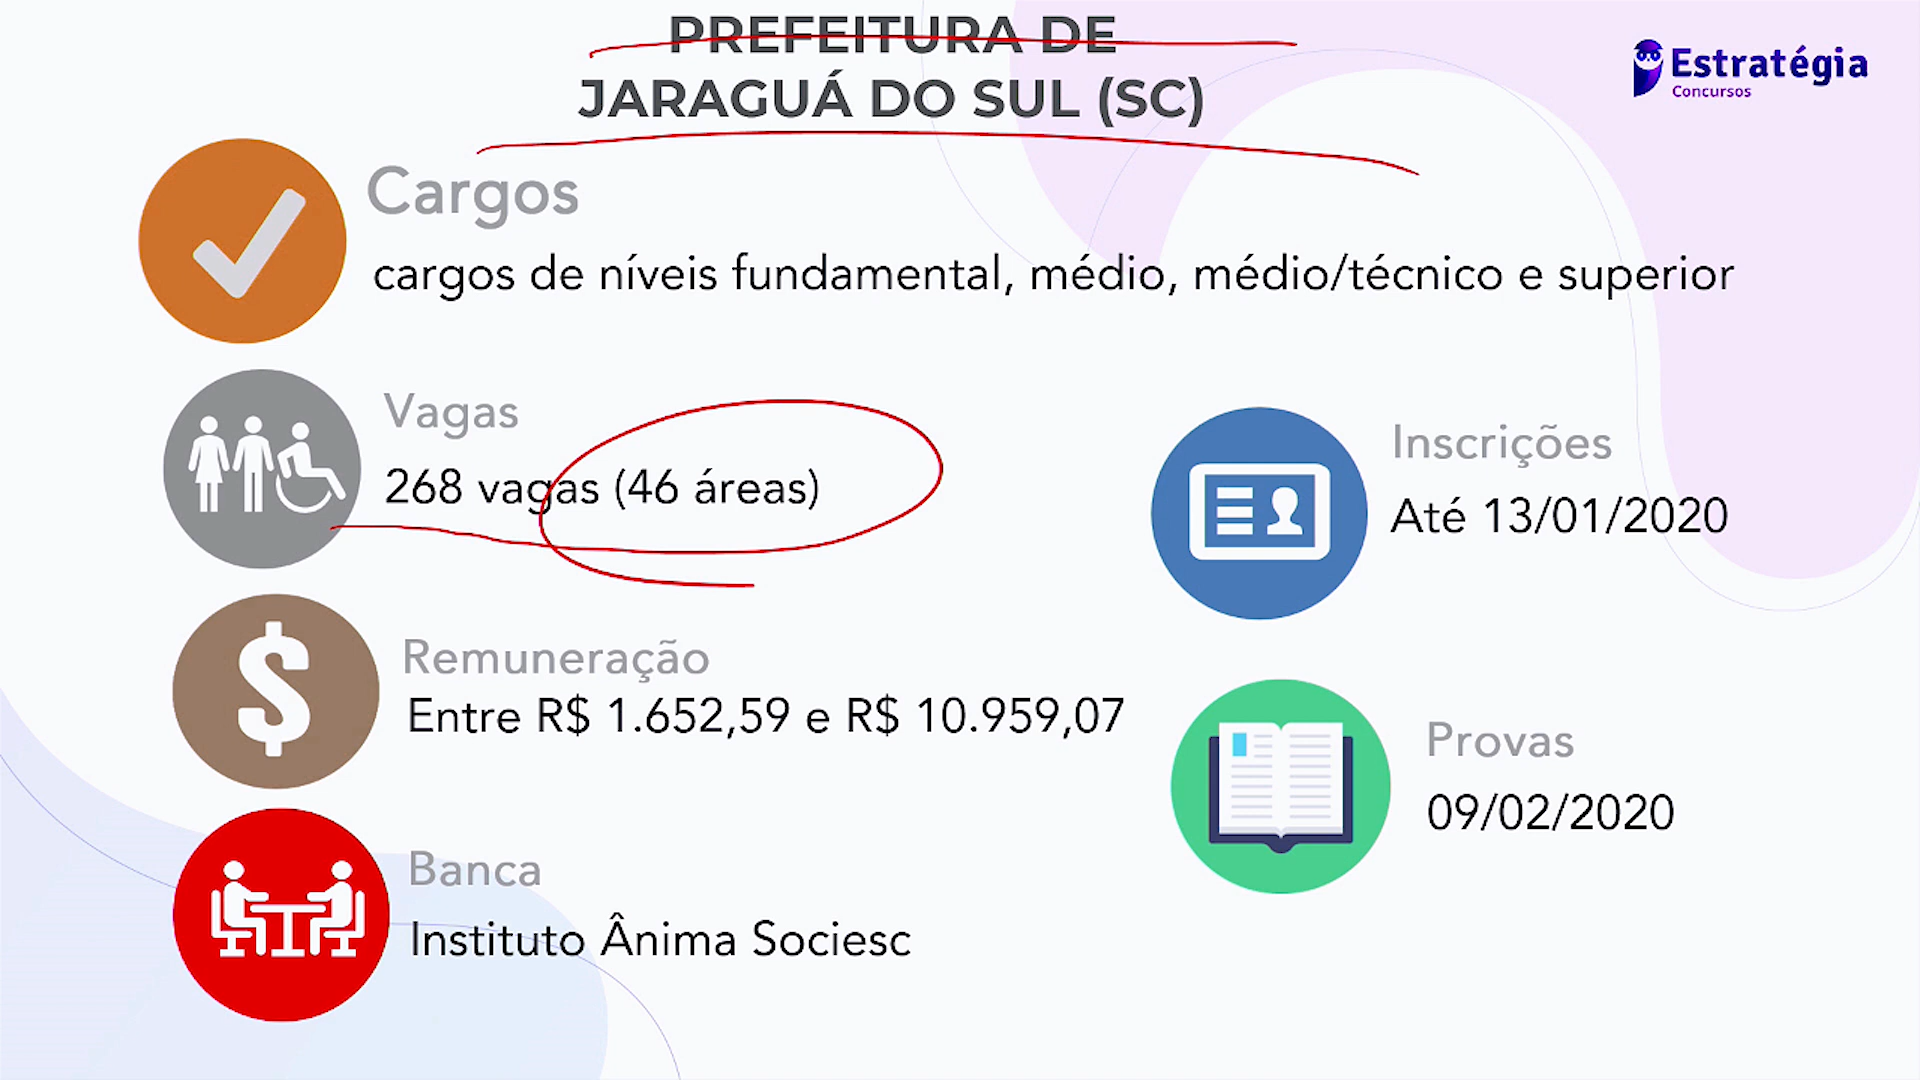 PREFEITURA DE
JARAGUÁ DO SUL (SC)
Estratégia
Concursos
Cargos
cargos de níveis fundamental, médio, médio/técnico e superior
Vagas
268 vagas (46 áreas)
Inscrições
Até 13/01/2020
Remuneração
Entre R$ 1.652,59 e R$ 10.959,07
Provas
09/02/2020
Banca
Instituto Ânima Sociesc